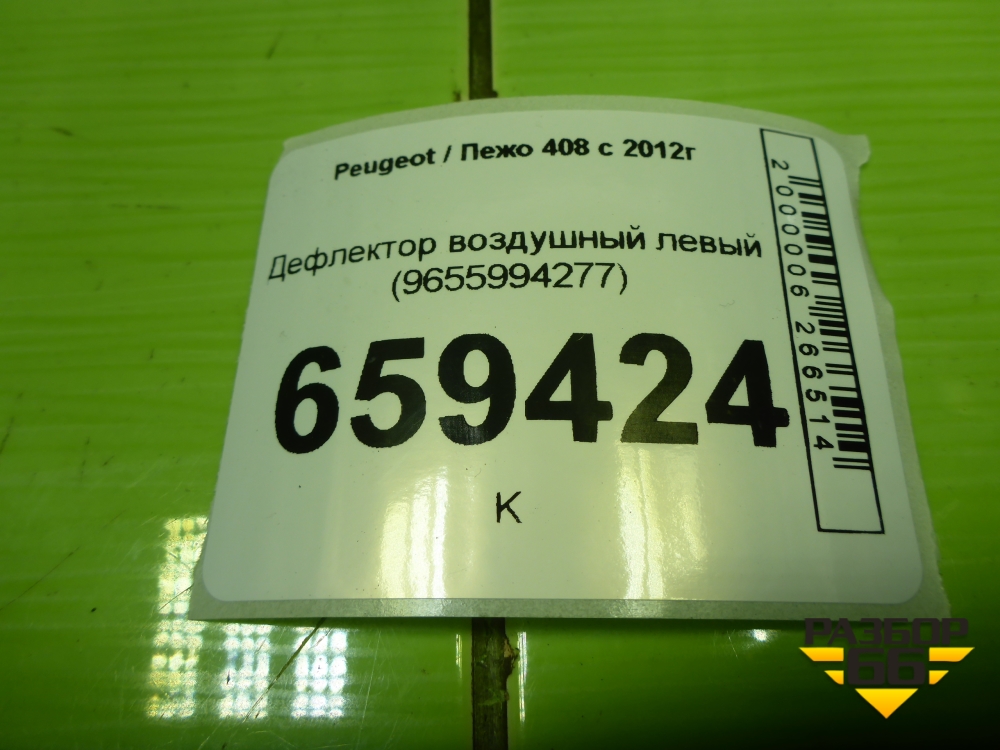 Peugeot / Пежо 408 с 2012г
Дефлектор воздушный левый
(9655994277)
659424
К
2000006266514
РАЗБОР
66